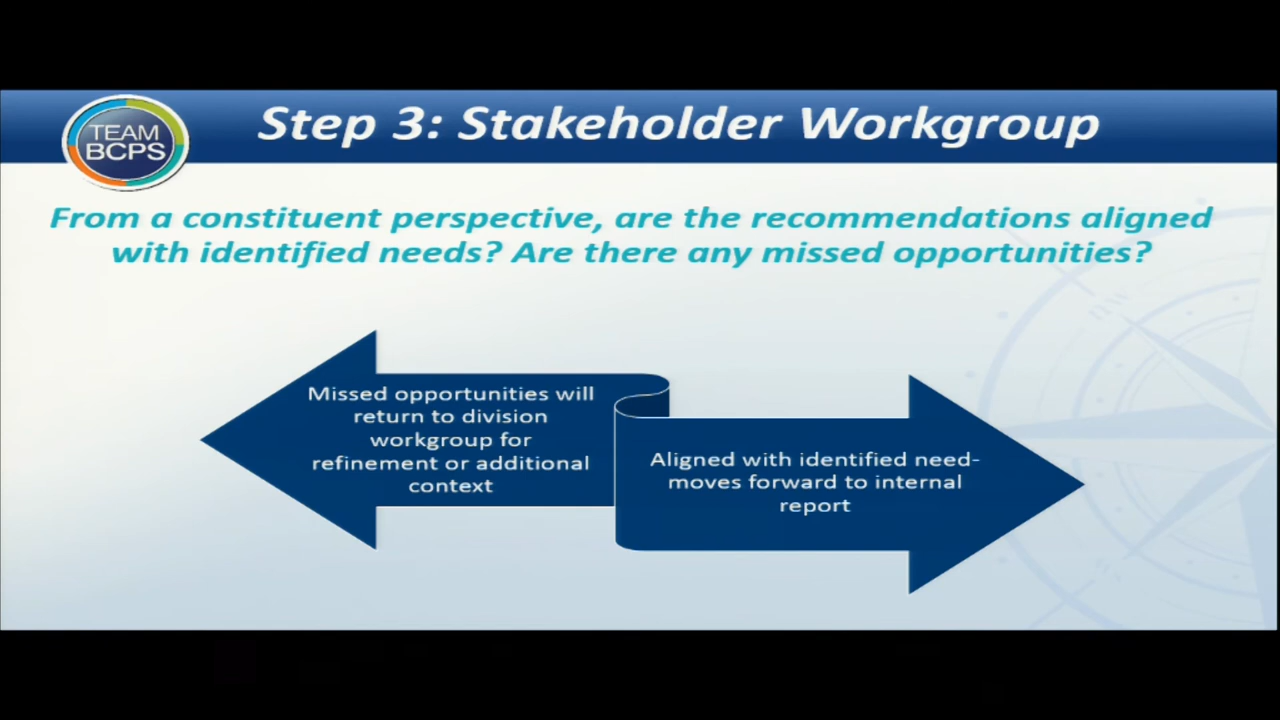 TEAM
BCPS
Step 3: Stakeholder Workgroup
From a constituent perspective, are the recommendations aligned
with identified needs? Are there any missed opportunities?
Missed opportunities will
return to division
workgroup for
refinement or additional
context
Aligned with identified need-
moves forward to internal
report